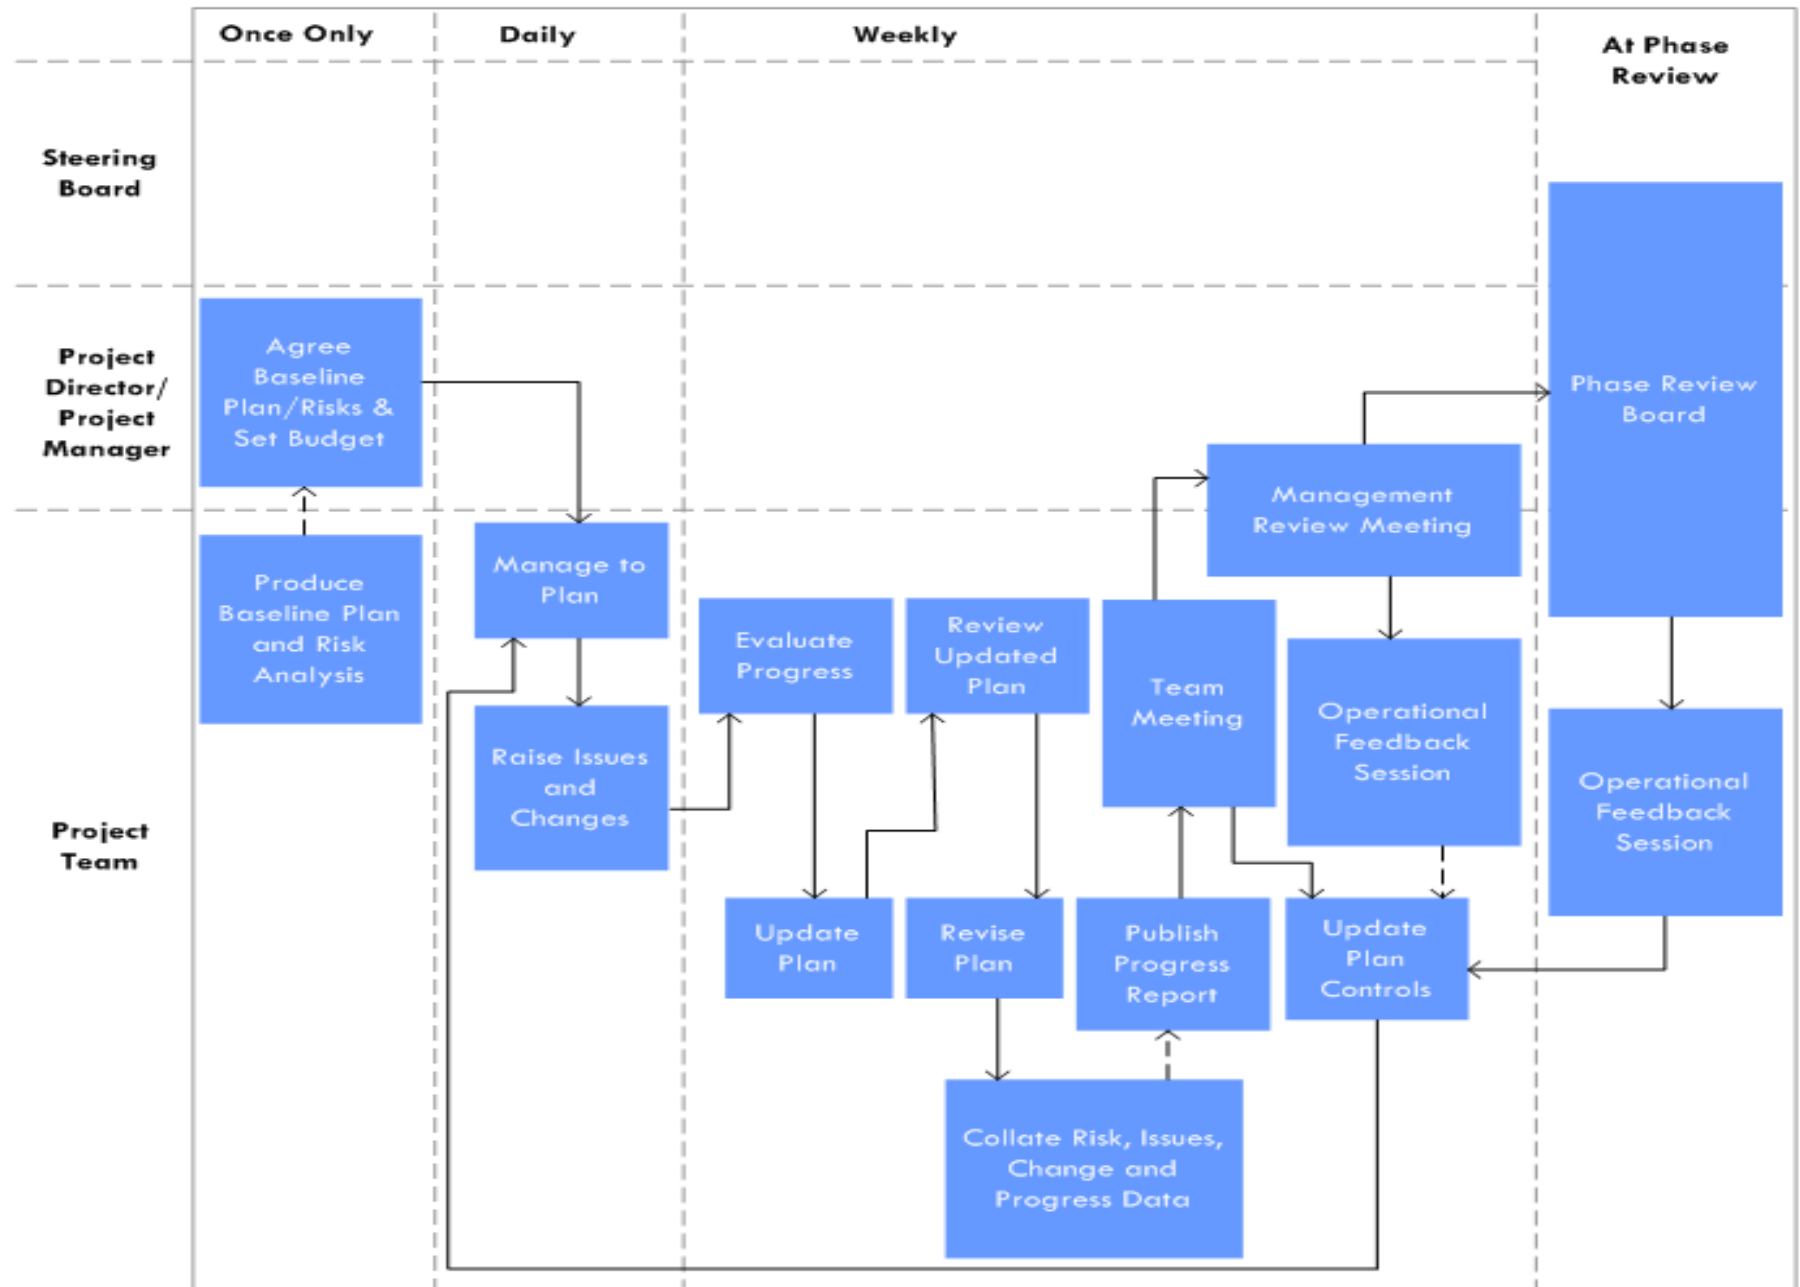 Once Only
Daily
Weekly
At Phase
Review
Steering
Board
Project
Director/
Project
Manager
Project
Team
Agree
Baseline
Plan/Risks &
Set Budget
Produce
Baseline Plan
and Risk
Analysis
Manage to
Plan
Raise Issues
and
Changes
Evaluate
Progress
Update
Plan
Review
Updated
Plan
Revise
Plan
Collate Risk, Issues,
Change and
Progress Data
Publish
Progress
Report
Team
Meeting
Management
Review Meeting
Operational
Feedback
Session
Update
Plan
Controls
Phase Review
Board
Operational
Feedback
Session